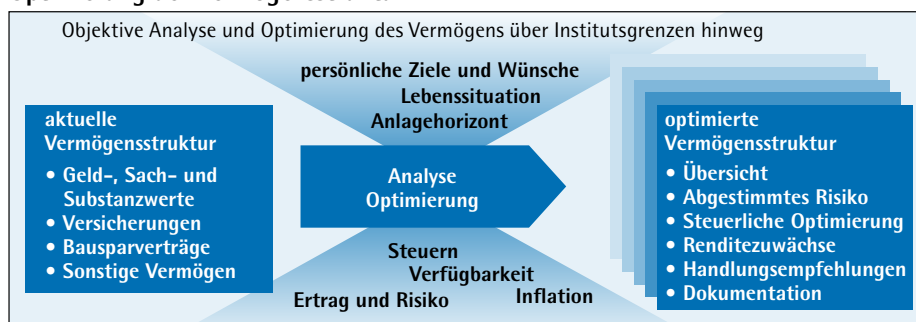 Objektive Analyse und Optimierung des Vermögens über Institutsgrenzen hinweg
persönliche Ziele und Wünsche
Lebenssituation
Anlagehorizont
aktuelle
Vermögensstruktur
• Geld-, Sach- und
Substanzwerte
• Versicherungen
• Bausparverträge
• Sonstige Vermögen
Analyse
Optimierung
Steuern
Verfügbarkeit
Ertrag und Risiko
Inflation
optimierte
Vermögensstruktur
• Übersicht
• Abgestimmtes Risiko
• Steuerliche Optimierung
• Renditezuwächse
• Handlungsempfehlungen
• Dokumentation